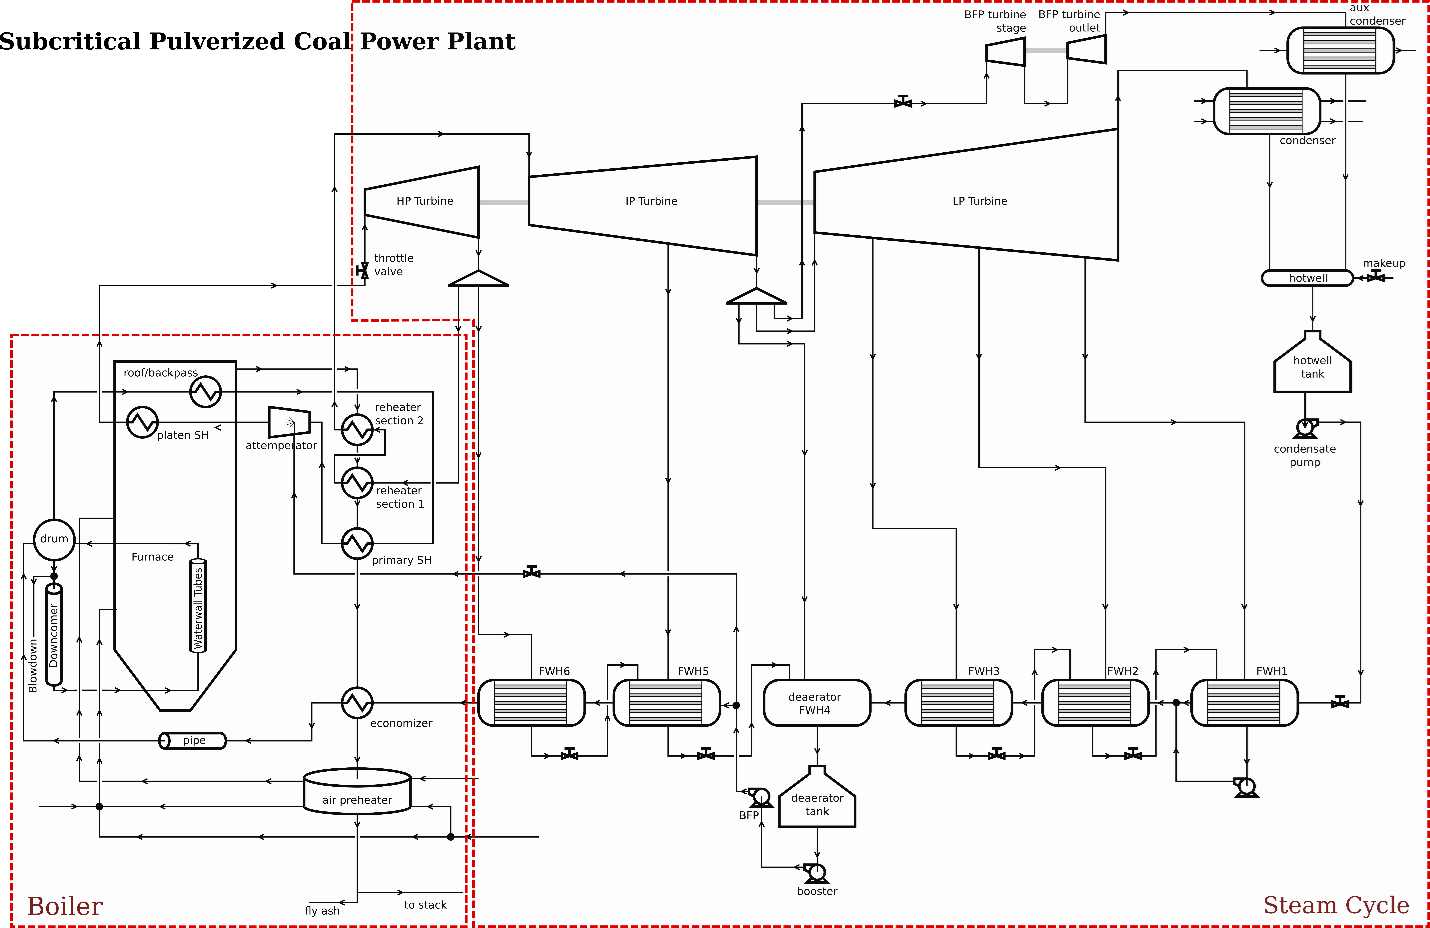 Subcritical Pulverized Coal Power Plant
BFP turbine
stage
BFP turbine
outlet
aux
condenser
condenser
HP Turbine
IP Turbine
LP Turbine
throttle
valve
makeup
hotwell
hotwell
tank
condensate
pump
roof/backpass
platen SH
attemperator
reheater
section 2
reheater
section 1
primary SH
drum
Furnace
Downcomer
Waterwall Tubes
Blowdown
economizer
pipe
air preheater
fly ash
to stack
FWH6
FWH5
deaerator
FWH4
FWH3
FWH2
FWH1
BFP
deaerator
tank
booster
Boiler
Steam Cycle